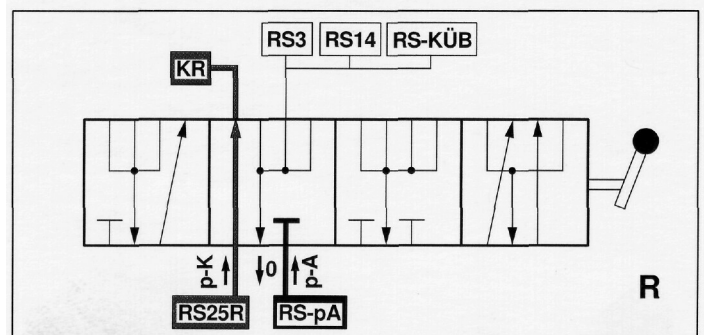 RS3 RS14 RS-KÜB
KR
p-K 0 p-A
R
RS25R RS-pA